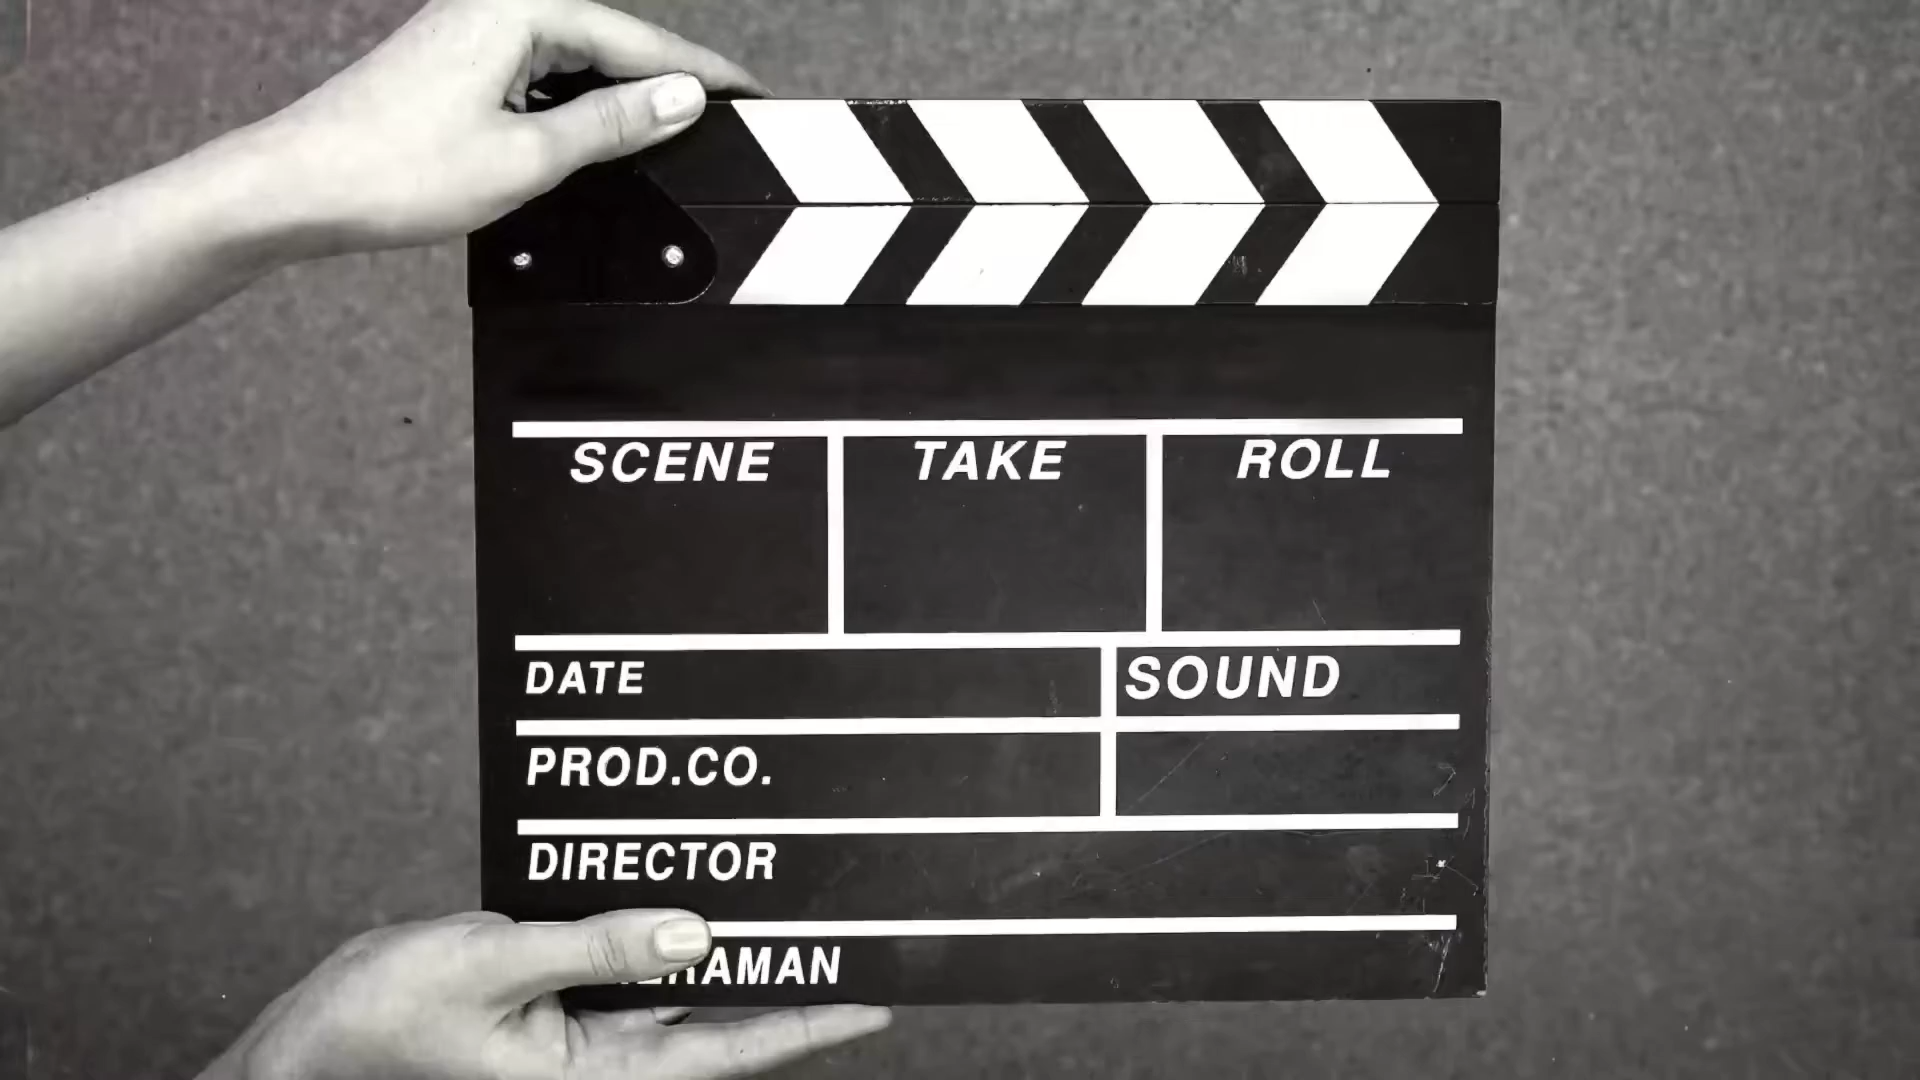 SCENE TAKE ROLL
DATE SOUND
PROD.CO.
DIRECTOR